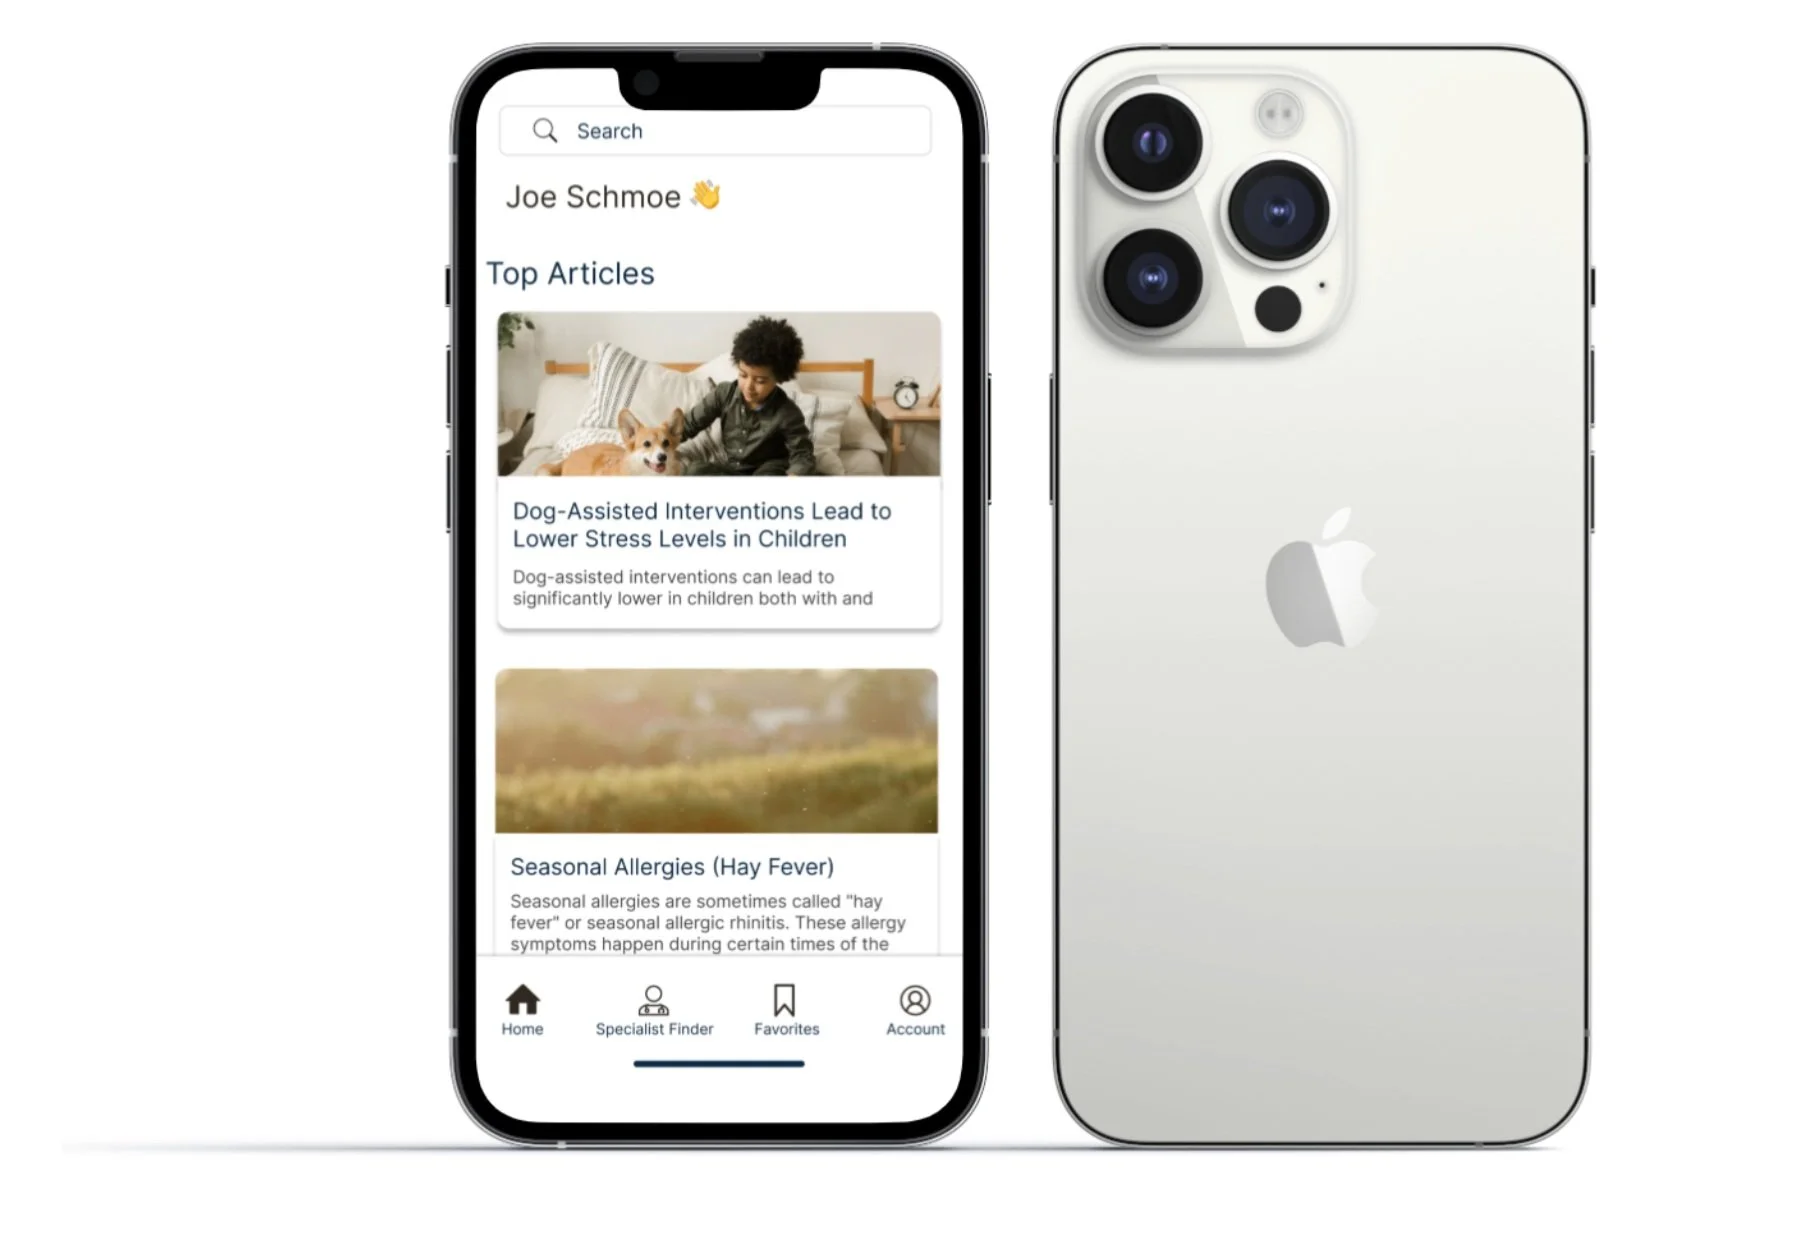 Search
Joe Schmoe 👋
Top Articles
Dog-Assisted Interventions Lead to
Lower Stress Levels in Children
Dog-assisted interventions can lead to
significantly lower in children both with and
Seasonal Allergies (Hay Fever)
Seasonal allergies are sometimes called "hay
fever" or seasonal allergic rhinitis. These allergy
symptoms happen during certain times of the
Home
Specialist Finder
Favorites
Account